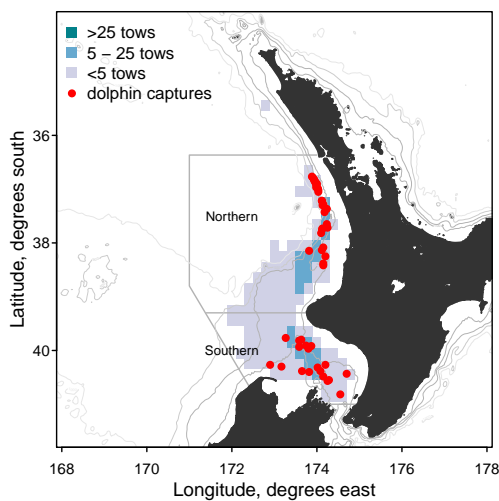 >25 tows
5 − 25 tows
<5 tows
dolphin captures
36
38
40
Latitude, degrees south
Northern
Southern
168
170
172
174
176
178
Longitude, degrees east